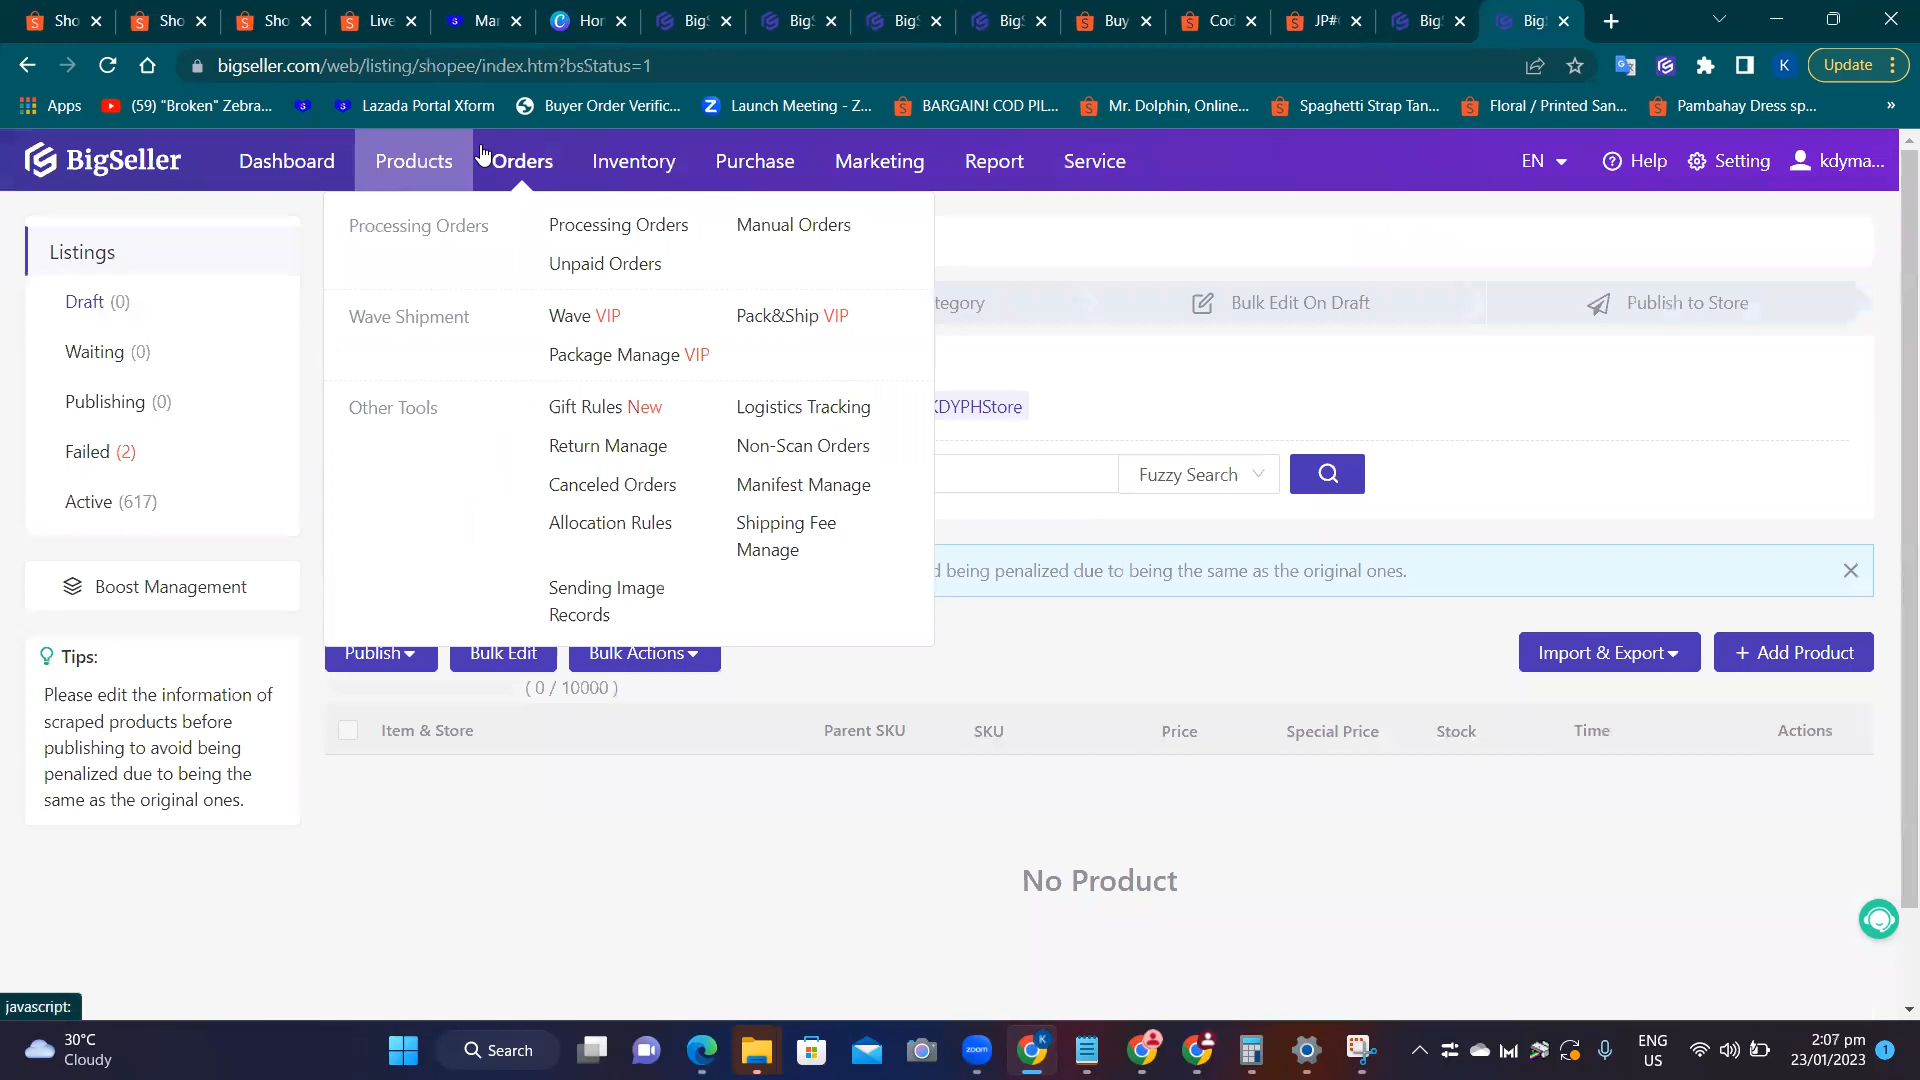 Sho
Sho
Sho
Live
Mar
Hor
BigS
BigS
BigS
BigS
Buy
Coc
JP#
Big
Big
bigseller.com/web/listing/shopee/index.htm?bsStatus=1
K
Update
Apps
(59) "Broken" Zebra...
Lazada Portal Xform
Buyer Order Verific...
Launch Meeting - Z...
BARGAIN! COD PIL...
Mr. Dolphin, Online...
Spaghetti Strap Tan...
Floral / Printed San...
Pambahay Dress sp...
»
BigSeller
Dashboard
Products
Orders
Inventory
Purchase
Marketing
Report
Service
EN
Help
Setting
kdyma...
Listings
Draft (0)
Waiting (0)
Publishing (0)
Failed (2)
Active (617)
Boost Management
Tips:
Please edit the information of
scraped products before
publishing to avoid being
penalized due to being the
same as the original ones.
Processing Orders
Processing Orders
Manual Orders
Unpaid Orders
Wave Shipment
Wave VIP
Pack&Ship VIP
Package Manage VIP
Other Tools
Gift Rules New
Logistics Tracking
Return Manage
Non-Scan Orders
Canceled Orders
Manifest Manage
Allocation Rules
Shipping Fee
Manage
Sending Image
Records
tegory
Bulk Edit On Draft
Publish to Store
KDYPHStore
Fuzzy Search
d being penalized due to being the same as the original ones.
Publish
Bulk Edit
Bulk Actions
Import & Export
+ Add Product
( 0 / 10000 )
Item & Store
Parent SKU
SKU
Price
Special Price
Stock
Time
Actions
No Product
javascript:
30°C
Cloudy
Search
zoom
K
ENG
US
2:07 pm
23/01/2023
1